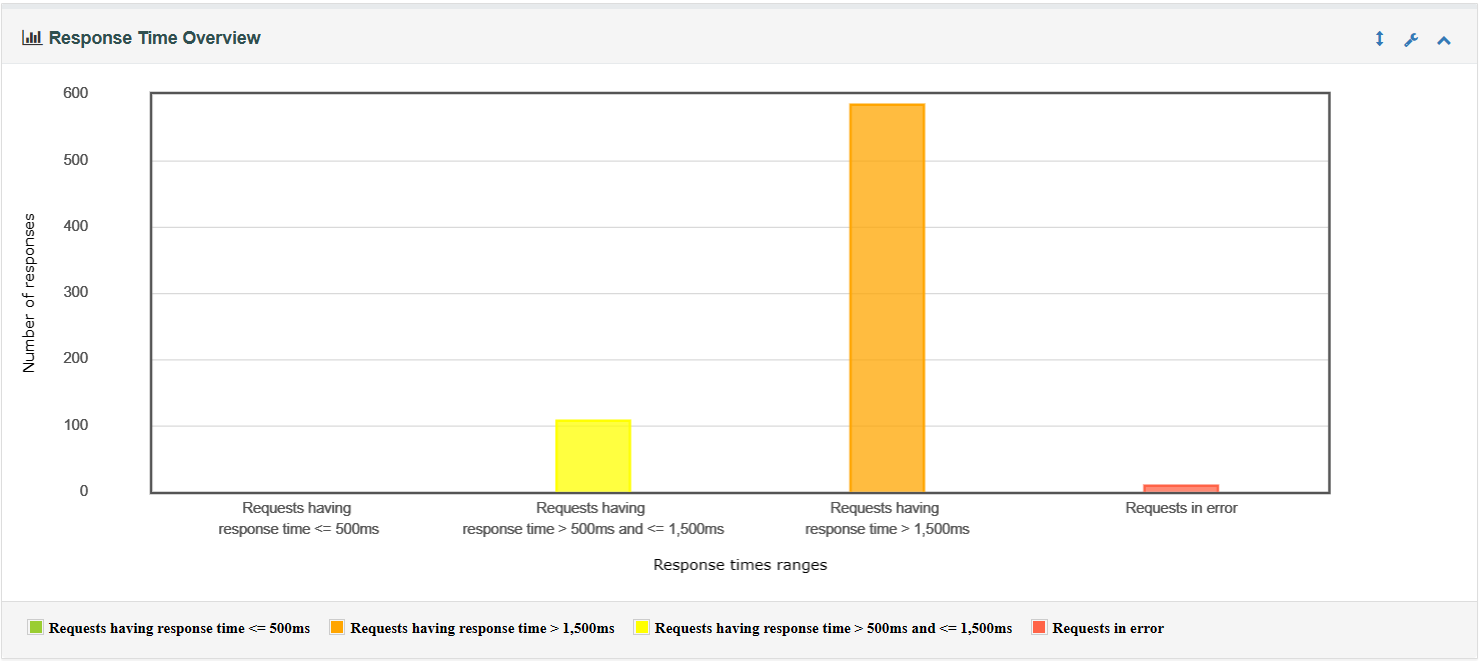 Response Time Overview
600
500
400
300
200
100
0
Number of responses
Requests having
response time <= 500ms
Requests having
response time > 500ms and <= 1,500ms
Requests having
response time > 1,500ms
Requests in error
Response times ranges
Requests having response time <= 500ms
Requests having response time > 1,500ms
Requests having response time > 500ms and <= 1,500ms
Requests in error